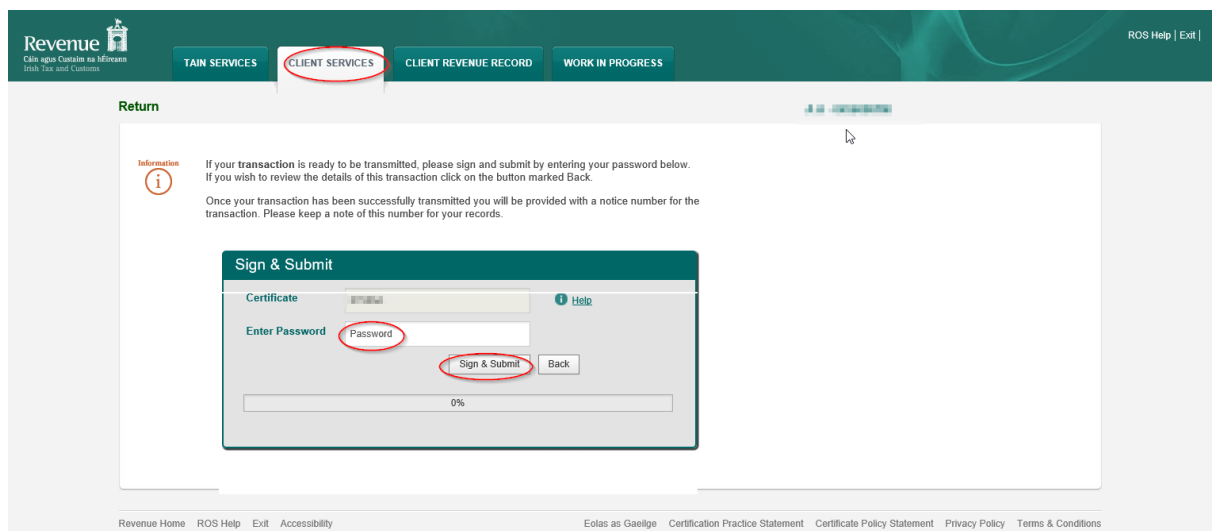 Revenue
Cáin agus Custaim na hÉireann
Irish Tax and Customs
TAIN SERVICES
CLIENT SERVICES
CLIENT REVENUE RECORD
WORK IN PROGRESS
ROS Help | Exit |
Return
Information
i
If your transaction is ready to be transmitted, please sign and submit by entering your password below.
If you wish to review the details of this transaction click on the button marked Back.
Once your transaction has been successfully transmitted you will be provided with a notice number for the
transaction. Please keep a note of this number for your records.
Sign & Submit
Certificate
i Help
Enter Password
Password
Sign & Submit
Back
0%
Revenue Home ROS Help Exit Accessibility
Eolas as Gaeilge Certification Practice Statement Certificate Policy Statement Privacy Policy Terms & Conditions